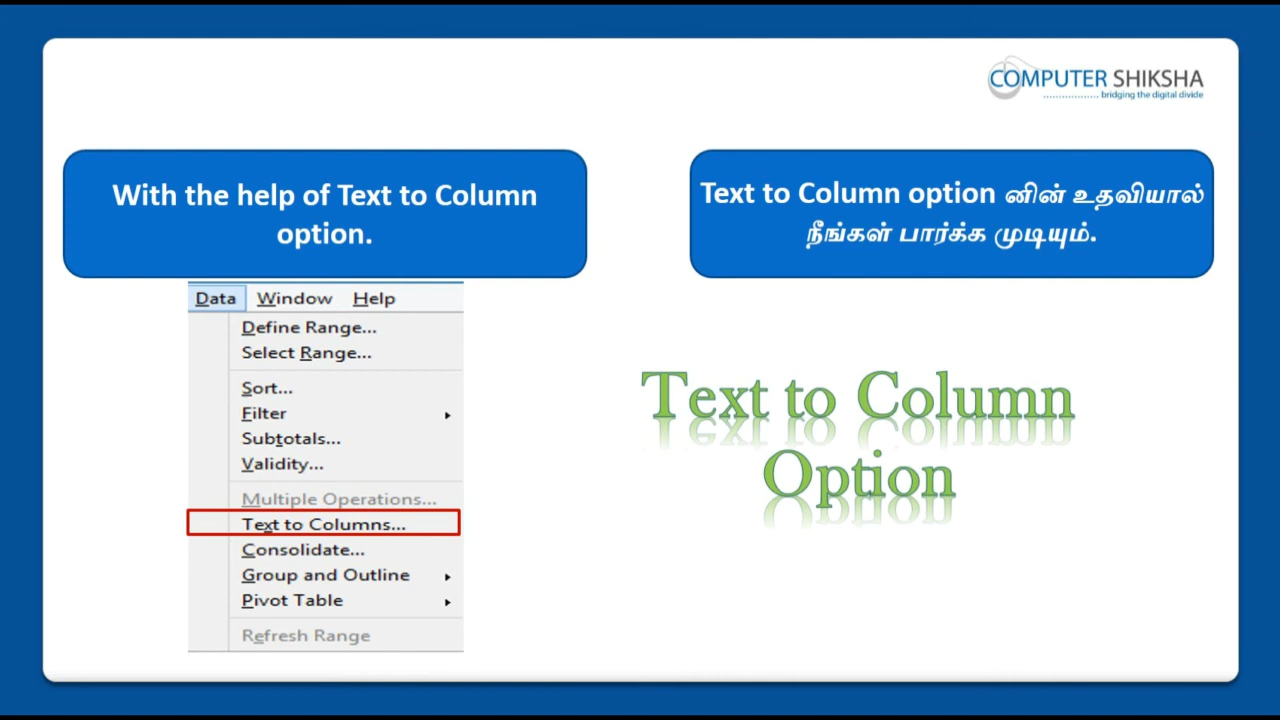 COMPUTER SHIKSHA
bridging the digital divide
With the help of Text to Column
option.
Text to Column option னின் உதவியால்
நீங்கள் பார்க்க முடியும்.
Data Window Help
Define Range...
Select Range...
Sort...
Filter
Subtotals...
Validity...
Multiple Operations...
Text to Columns...
Consolidate...
Group and Outline
Pivot Table
Refresh Range
Text to Column
Option